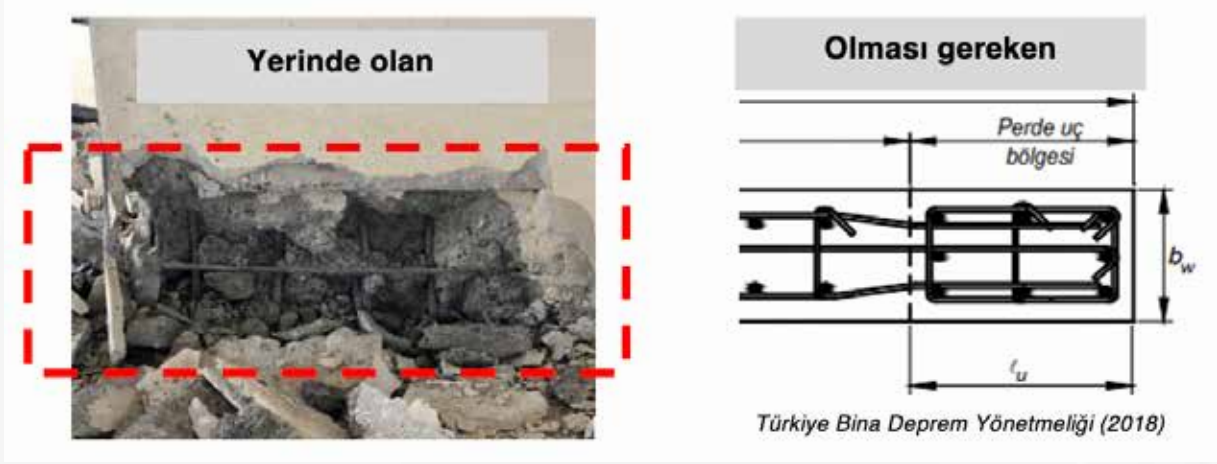 Yerinde olan
Olması gereken
Perde uç
bölgesi
b_w
ℓ_u
Türkiye Bina Deprem Yönetmeliği (2018)